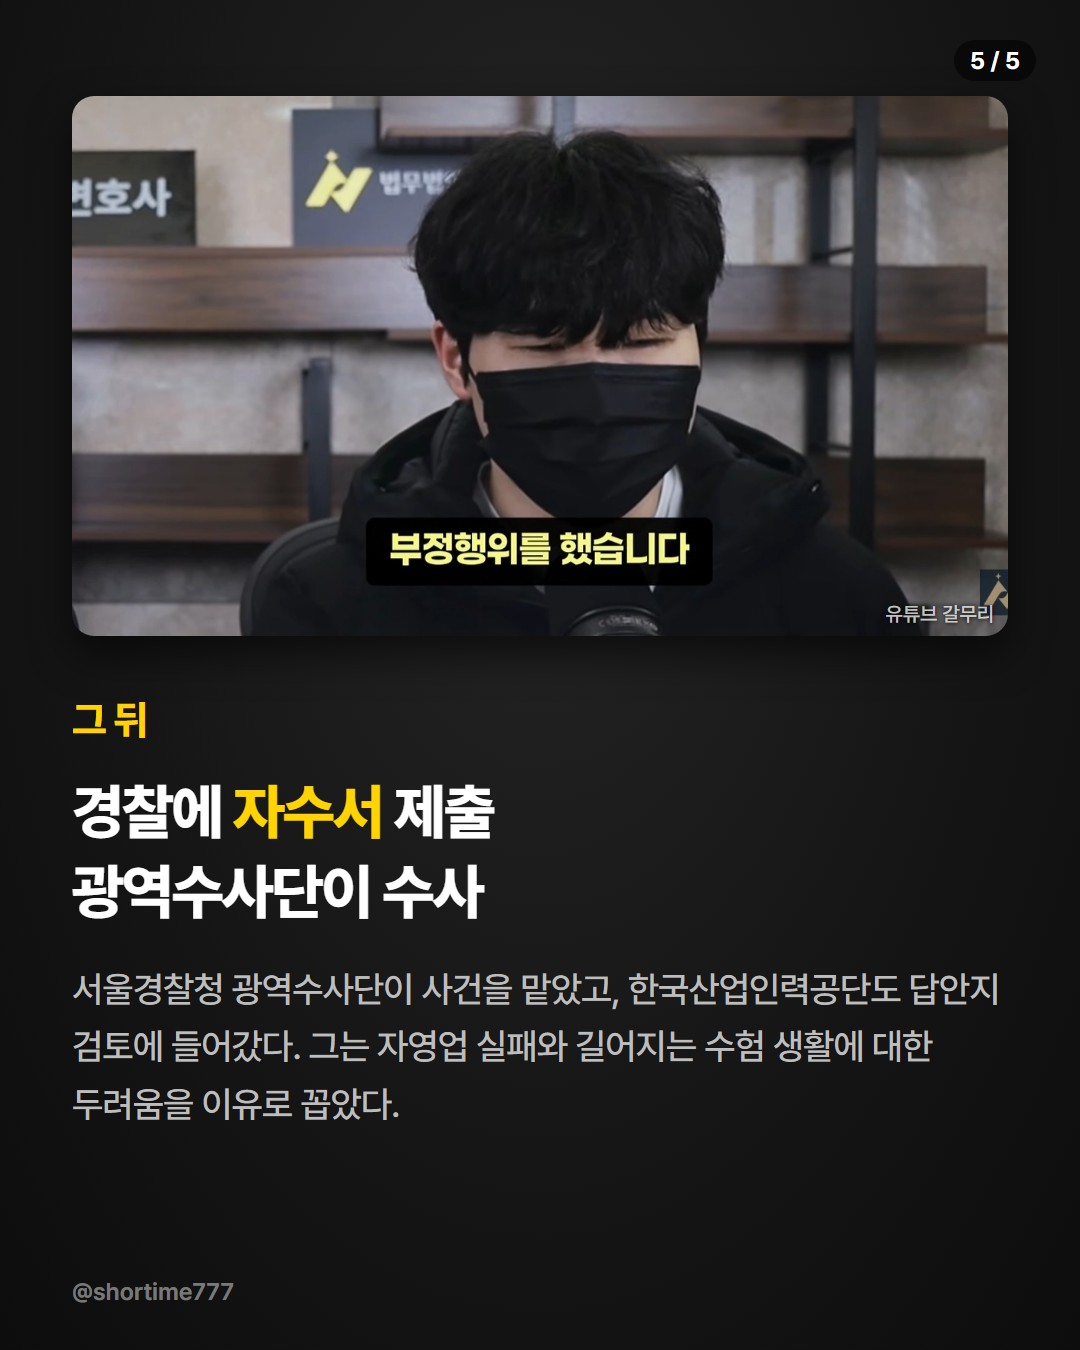 5 / 5
변호사
법무법
부정행위를 했습니다
유튜브 갈무리
그 뒤
경찰에 자수서 제출
광역수사단이 수사
서울경찰청 광역수사단이 사건을 맡았고, 한국산업인력공단도 답안지
검토에 들어갔다. 그는 자영업 실패와 길어지는 수험 생활에 대한
두려움을 이유로 꼽았다.
@shortime777